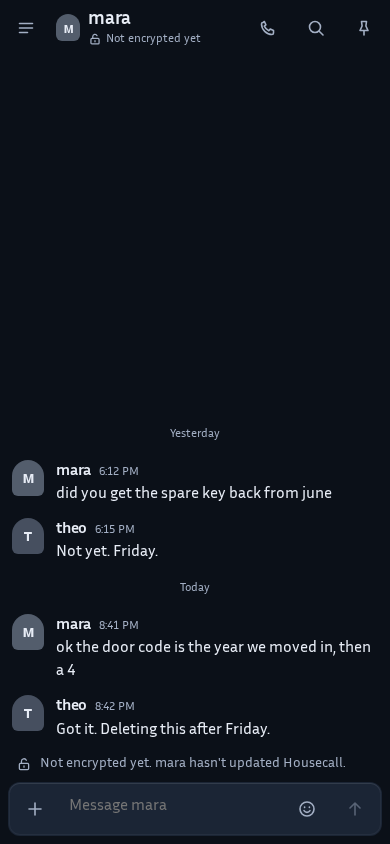 M
mara
Not encrypted yet
Yesterday
M
mara 6:12 PM
did you get the spare key back from june
T
theo 6:15 PM
Not yet. Friday.
Today
M
mara 8:41 PM
ok the door code is the year we moved in, then
a 4
T
theo 8:42 PM
Got it. Deleting this after Friday.
Not encrypted yet. mara hasn't updated Housecall.
Message mara